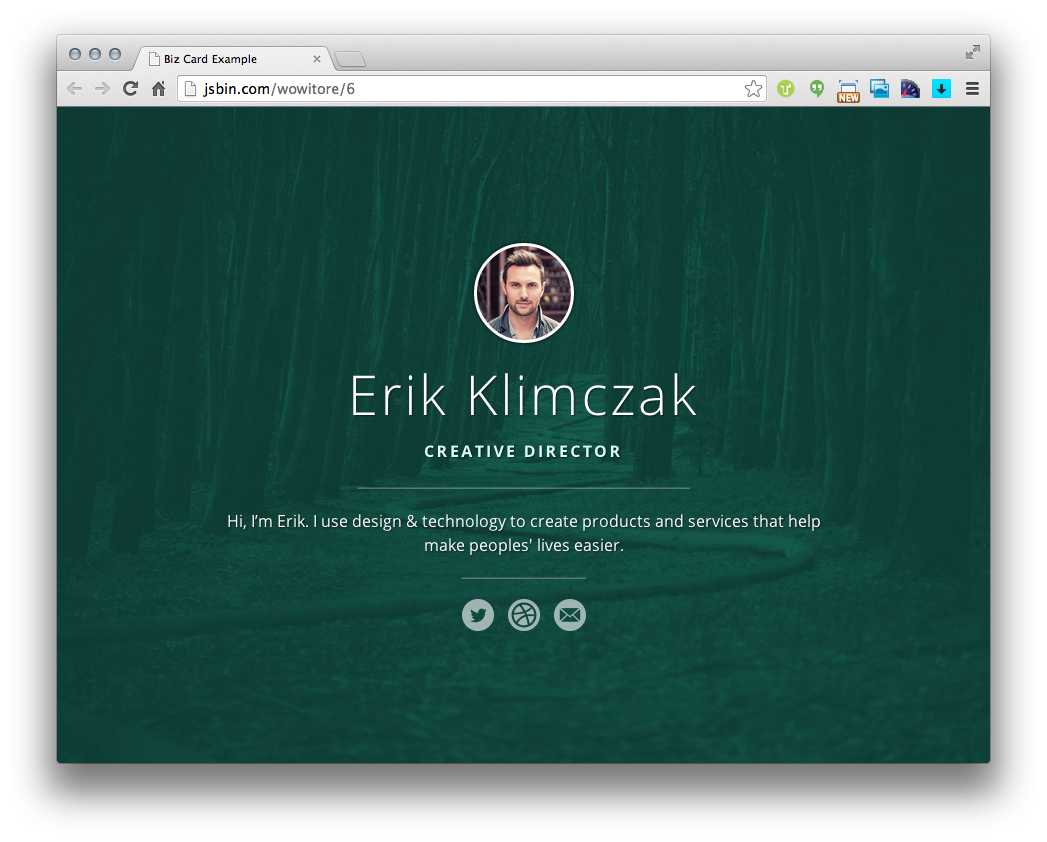 Biz Card Example
jsbin.com/wowitore/6
NEW
Erik Klimczak
CREATIVE DIRECTOR
Hi, I’m Erik. I use design & technology to create products and services that help
make peoples' lives easier.